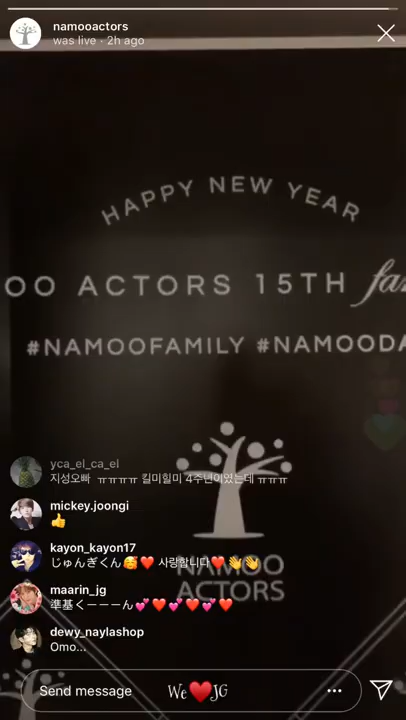 namooactors
was live · 2h ago
HAPPY NEW YEAR
OO ACTORS 15TH fa
#NAMOOFAMILY #NAMOODA
yca_el_ca_el
지성오빠 ㅠㅠㅠㅠ 킬미힐미 4주년이였는데 ㅠㅠㅠ
mickey.joongi
👍
kayon_kayon17
じゅんぎくん🥰❤️ 사랑합니다❤️👋👋
NAMOO
ACTORS
maarin_jg
準基くーーーん💕❤️💕❤️💕❤️
dewy_naylashop
Omo...
Send message
We❤️JG